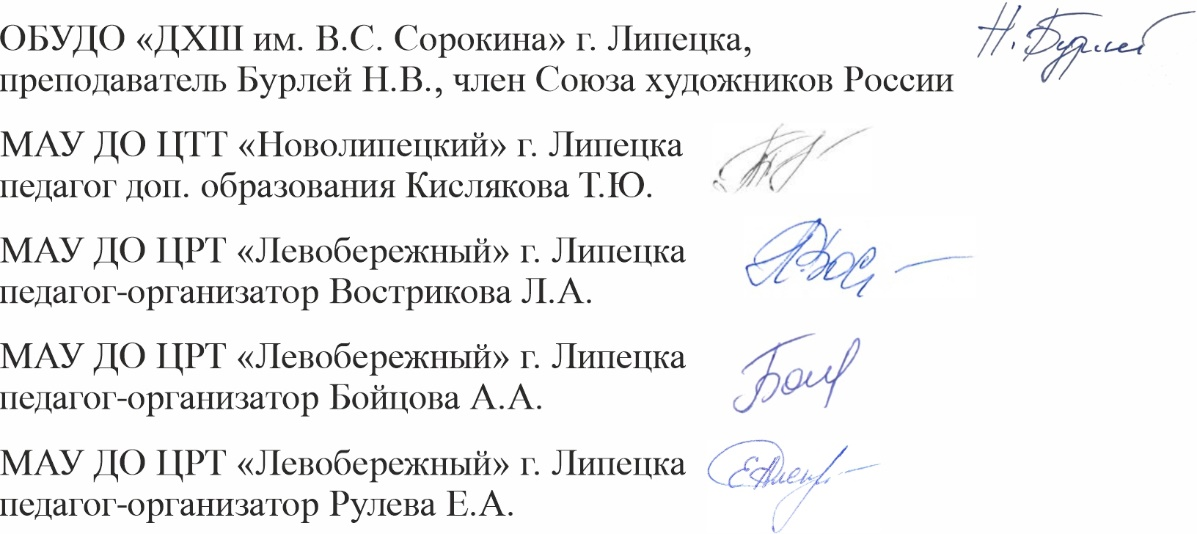 ОБУДО «ДХШ им. В.С. Сорокина» г. Липецка,
преподаватель Бурлей Н.В., член Союза художников России
Н. Бурлей
МАУ ДО ЦТТ «Новолипецкий» г. Липецка
педагог доп. образования Кислякова Т.Ю.
МАУ ДО ЦРТ «Левобережный» г. Липецка
педагог-организатор Вострикова Л.А.
МАУ ДО ЦРТ «Левобережный» г. Липецка
педагог-организатор Бойцова А.А.
МАУ ДО ЦРТ «Левобережный» г. Липецка
педагог-организатор Рулева Е.А.